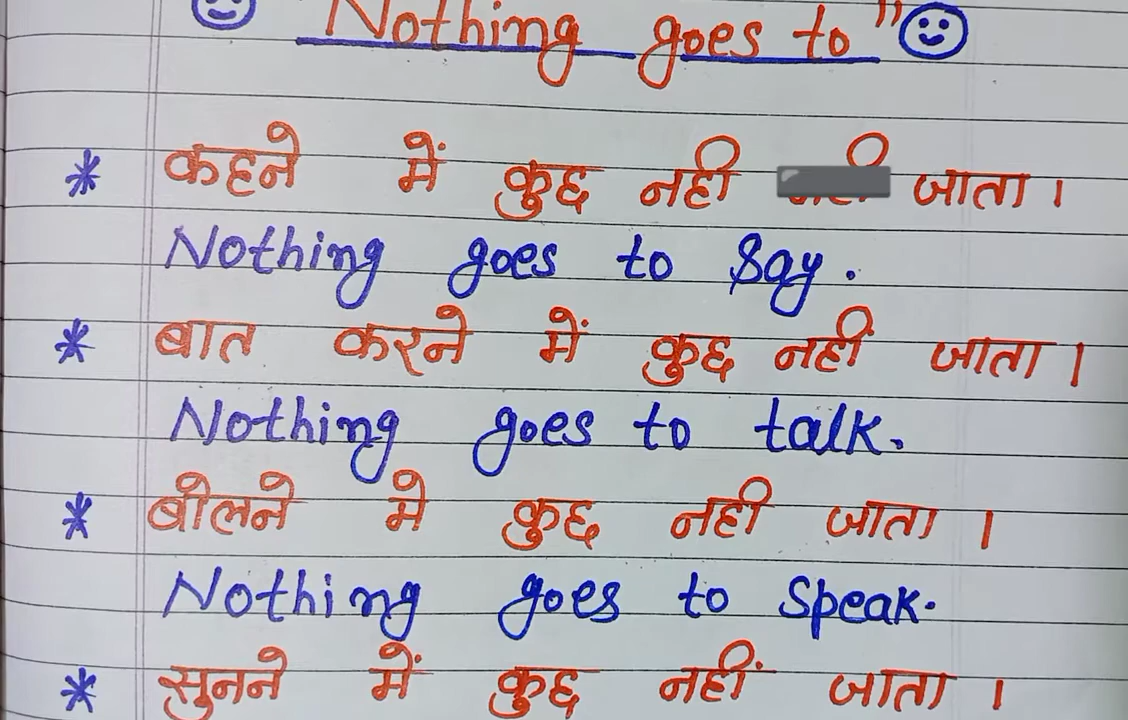 "Nothing goes to"
* कहने में कुछ नही जाता ।
Nothing goes to Say.
* बात करने में कुछ नहीं जाता ।
Nothing goes to talk.
* बोलने मे कुछ नही जाता ।
Nothing goes to Speak.
* सुनने में कुछ नहीं जाता ।